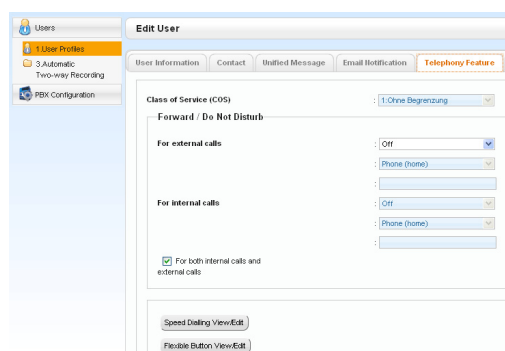 Users
1.User Profiles
3.Automatic
Two-way Recording
PBX Configuration
Edit User
User Information
Contact
Unified Message
Email Notification
Telephony Feature
Class of Service (COS)
: 1:Ohne Begrenzung
Forward / Do Not Disturb
For external calls
: Off
: Phone (home)
:
For internal calls
: Off
: Phone (home)
:
For both internal calls and
external calls
Speed Dialling View/Edit
Flexible Button View/Edit